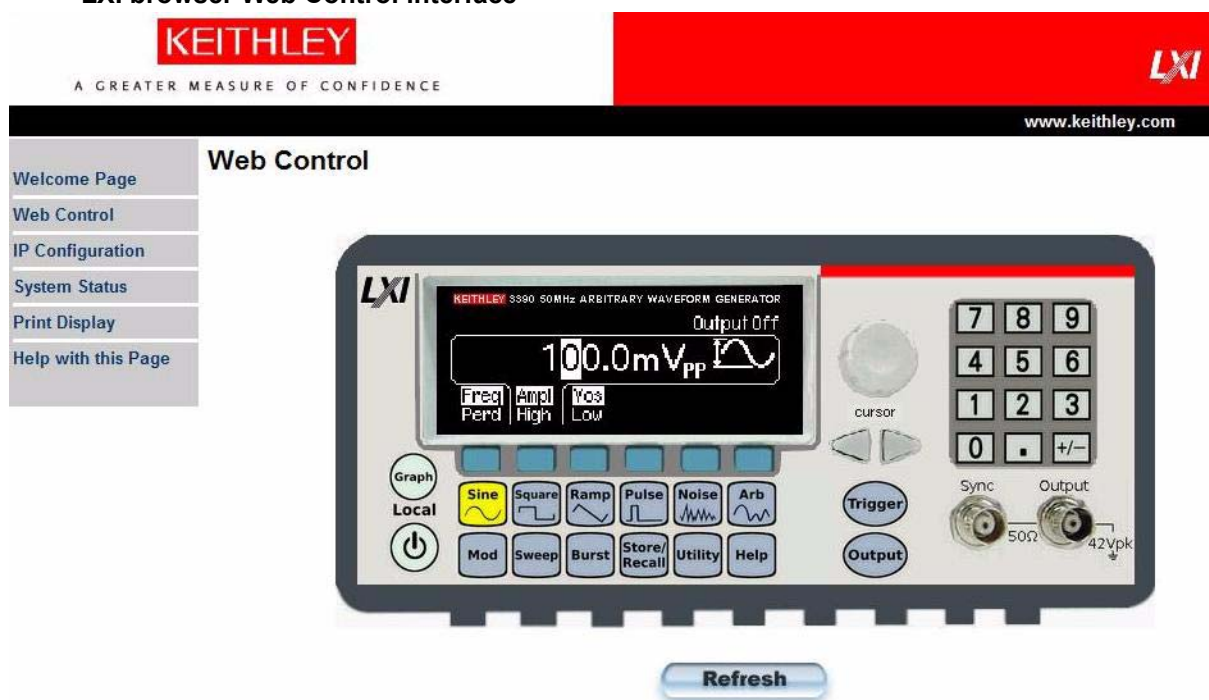 LXI browser Web Control interface
KEITHLEY
A GREATER MEASURE OF CONFIDENCE
LXI
www.keithley.com
Welcome Page
Web Control
IP Configuration
System Status
Print Display
Help with this Page
Web Control
LXI
KEITHLEY 3390 50MHz ARBITRARY WAVEFORM GENERATOR
Output Off
100.0mVPP
Freq Ampl Vos
Perd High Low
Graph
Local
Sine Square Ramp Pulse Noise Arb
Mod Sweep Burst Store/Recall Utility Help
cursor
Trigger
Output
7 8 9
4 5 6
1 2 3
0 . +/-
Sync Output
50Ω
42Vpk
Refresh